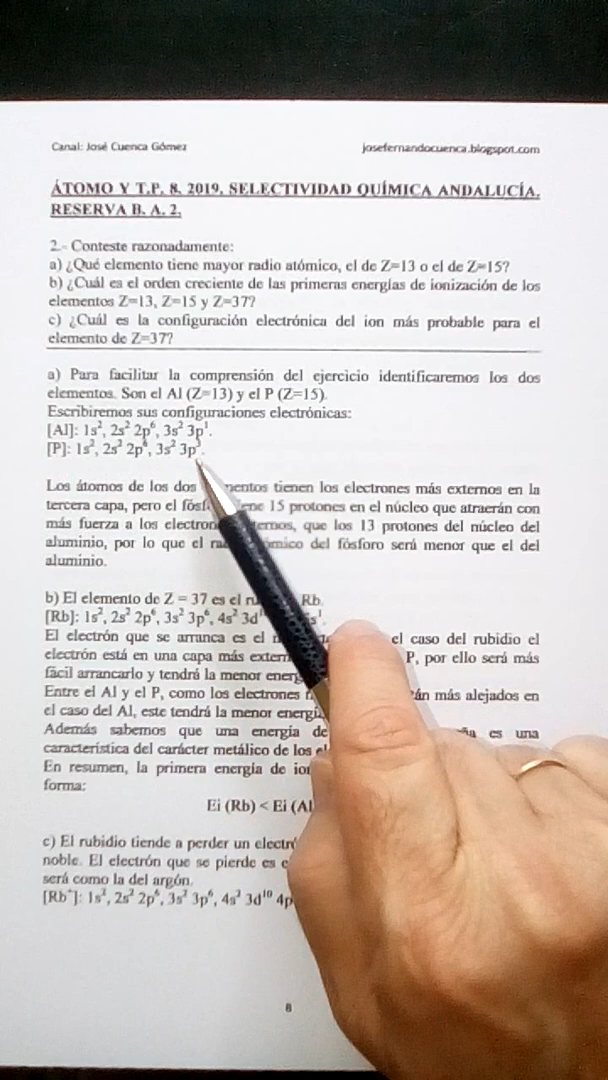 Canal: José Cuenca Gómez
josefernandocuenca.blogspot.com
ÁTOMO Y T.P. 8. 2019. SELECTIVIDAD QUÍMICA ANDALUCÍA.
RESERVA B. A. 2.
2.- Conteste razonadamente:
a) ¿Qué elemento tiene mayor radio atómico, el de Z=13 o el de Z=15?
b) ¿Cuál es el orden creciente de las primeras energías de ionización de los
elementos Z=13, Z=15 y Z=37?
c) ¿Cuál es la configuración electrónica del ion más probable para el
elemento de Z=37?
a) Para facilitar la comprensión del ejercicio identificaremos los dos
elementos. Son el Al (Z=13) y el P (Z=15).
Escribiremos sus configuraciones electrónicas:
[Al]: 1s², 2s² 2p⁶, 3s² 3p¹.
[P]: 1s², 2s² 2p⁶, 3s² 3p³.
Los átomos de los dos tienen los electrones más externos en la
tercera capa, pero el 15 protones en el núcleo que atraerán con
más fuerza a los que los 13 protones del núcleo del
aluminio, por lo que el del fósforo será menor que el del
aluminio.
b) El elemento de Z = 37 es el Rb.
[Rb]: 1s², 2s² 2p⁶, 3s² 3p⁶, 4s²
El electrón que se arranca es el el caso del rubidio el
electrón está en una capa más P, por ello será más
fácil arrancarlo y tendrá la menor
Entre el Al y el P, como los electrones más alejados en
el caso del Al, este tendrá la menor
Además sabemos que una energía de es una
característica del carácter metálico de los
En resumen, la primera energía de
forma:
Ei (Rb) < Ei
c) El rubidio tiende a perder un
noble. El electrón que se pierde es
será como la del argón.
[Rb⁺]: 1s², 2s² 2p⁶, 3s² 3p⁶, 4s² 3d¹⁰
8